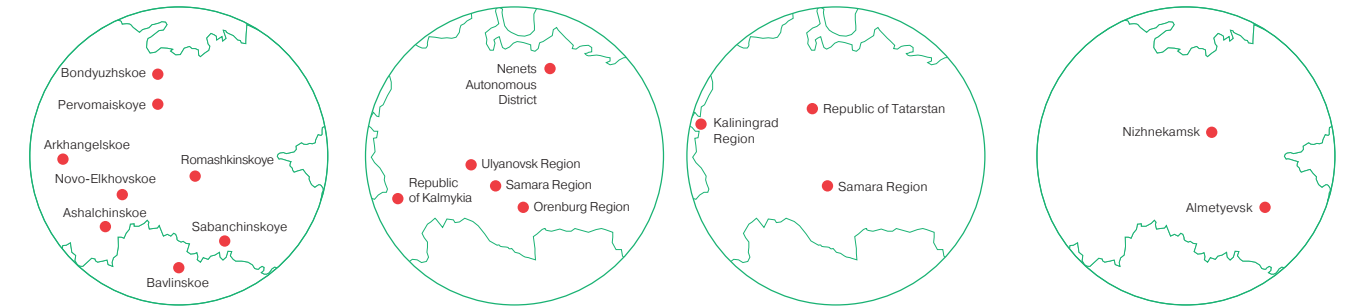 Bondyuzhskoe
Pervomaiskoye
Arkhangelskoe
Romashkinskoye
Novo-Elkhovskoe
Ashalchinskoe
Sabanchinskoye
Bavlinskoe
Nenets
Autonomous
District
Ulyanovsk Region
Republic
of Kalmykia
Samara Region
Orenburg Region
Republic of Tatarstan
Kaliningrad
Region
Samara Region
Nizhnekamsk
Almetyevsk